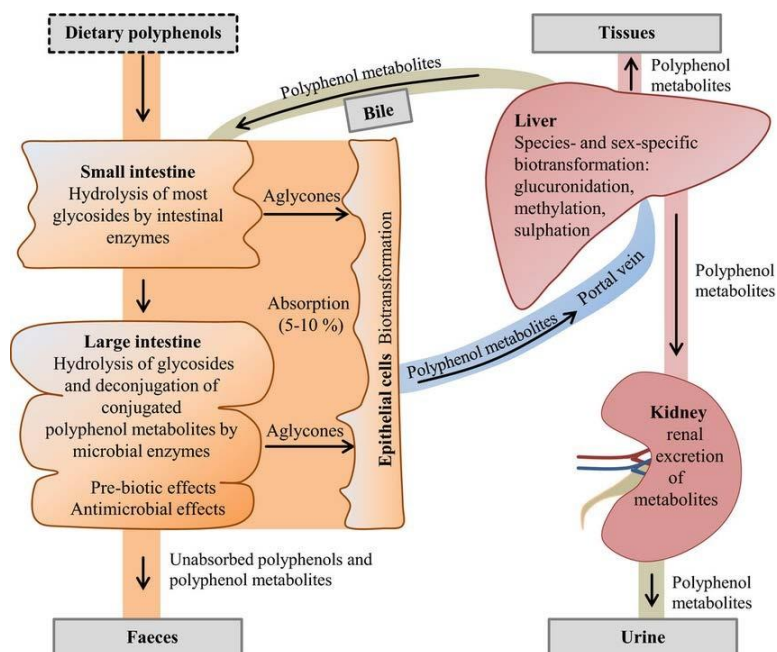 Dietary polyphenols
Tissues
Polyphenol metabolites
Polyphenol
metabolites
Bile
Small intestine
Hydrolysis of most
glycosides by intestinal
enzymes
Aglycones
Liver
Species- and sex-specific
biotransformation:
glucuronidation,
methylation,
sulphation
Absorption
(5-10 %)
Epithelial cells Biotransformation
Polyphenol metabolites Portal vein
Polyphenol
metabolites
Large intestine
Hydrolysis of glycosides
and deconjugation of
conjugated
polyphenol metabolites by
microbial enzymes
Pre-biotic effects
Antimicrobial effects
Aglycones
Kidney
renal
excretion
of
metabolites
Unabsorbed polyphenols and
polyphenol metabolites
Polyphenol
metabolites
Faeces
Urine